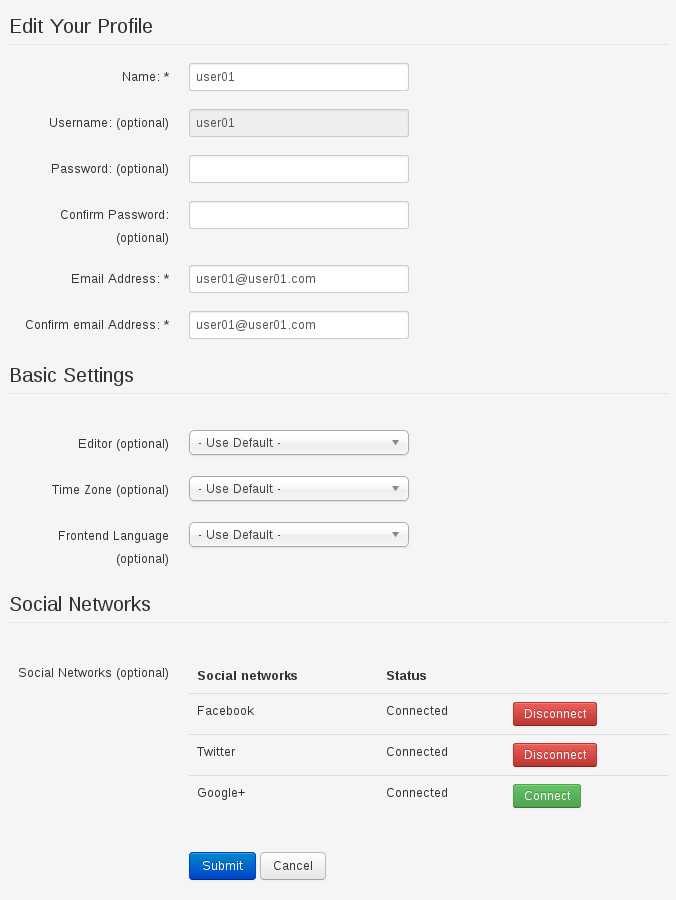 Edit Your Profile
Name: * user01
Username: (optional) user01
Password: (optional)
Confirm Password:
(optional)
Email Address: * user01@user01.com
Confirm email Address: * user01@user01.com
Basic Settings
Editor (optional) - Use Default -
Time Zone (optional) - Use Default -
Frontend Language - Use Default -
(optional)
Social Networks
Social Networks (optional) Social networks Status
Facebook Connected Disconnect
Twitter Connected Disconnect
Google+ Connected Connect
Submit Cancel